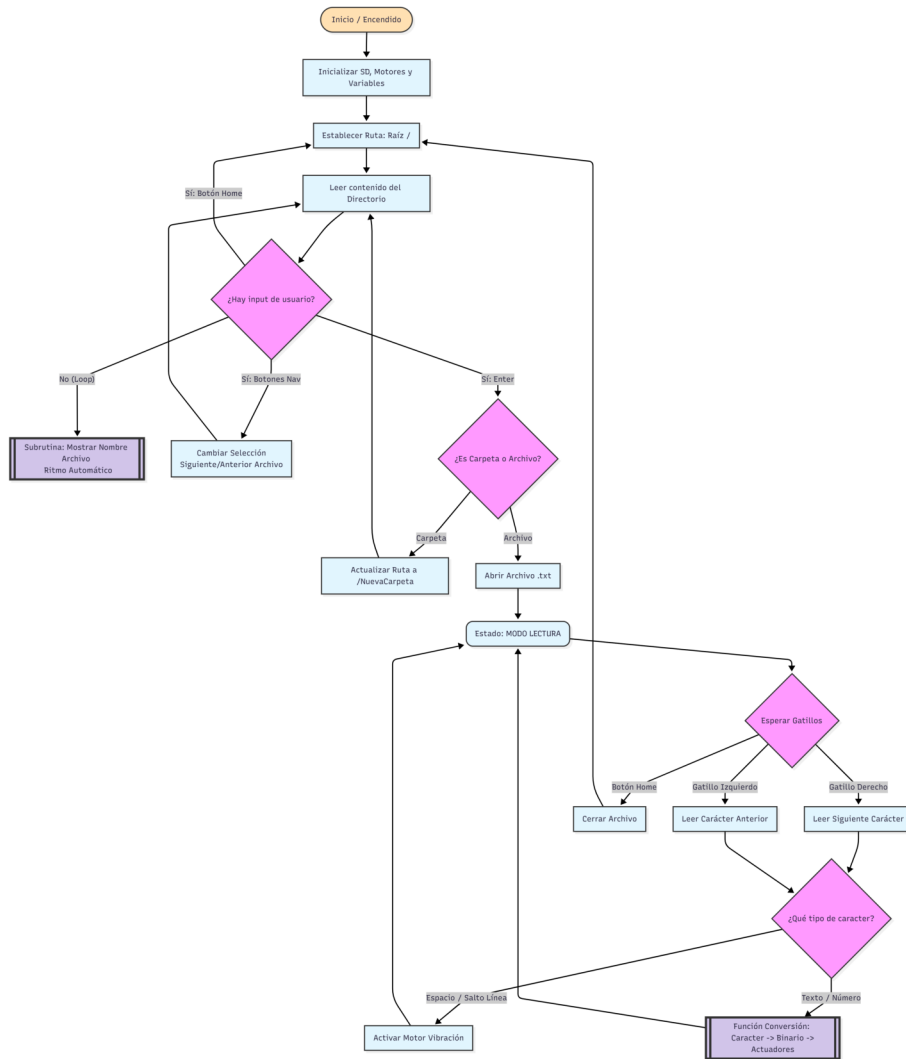 Inicio / Encendido
Inicializar SD, Motores y
Variables
Establecer Ruta: Raíz /
Sí: Botón Home
Leer contenido del
Directorio
¿Hay input de usuario?
No (Loop)
Sí: Botones Nav
Sí: Enter
Subrutina: Mostrar Nombre
Archivo
Ritmo Automático
Cambiar Selección
Siguiente/Anterior Archivo
¿Es Carpeta o Archivo?
Carpeta
Archivo
Actualizar Ruta a
/NuevaCarpeta
Abrir Archivo .txt
Estado: MODO LECTURA
Esperar Gatillos
Botón Home
Gatillo Izquierdo
Gatillo Derecho
Cerrar Archivo
Leer Carácter Anterior
Leer Siguiente Carácter
¿Qué tipo de caracter?
Espacio / Salto Línea
Texto / Número
Activar Motor Vibración
Función Conversión:
Caracter -> Binario ->
Actuadores